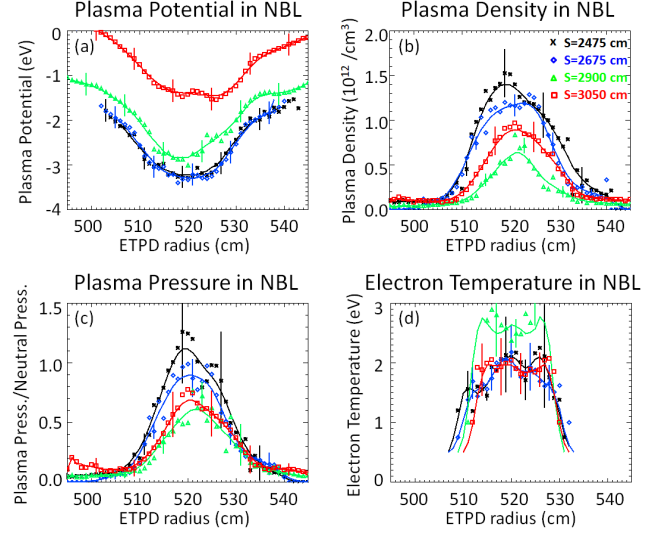 Plasma Potential in NBL
(a)
0
-1
-2
-3
-4
Plasma Potential (eV)
500 510 520 530 540
ETPD radius (cm)
Plasma Density in NBL
(b)
S=2475 cm
S=2675 cm
S=2900 cm
S=3050 cm
2.0
1.5
1.0
0.5
0.0
Plasma Density (10¹² /cm³)
500 510 520 530 540
ETPD radius (cm)
Plasma Pressure in NBL
(c)
1.5
1.0
0.5
0.0
Plasma Press./Neutral Press.
500 510 520 530 540
ETPD radius (cm)
Electron Temperature in NBL
(d)
3
2
1
0
Electron Temperature (eV)
500 510 520 530 540
ETPD radius (cm)